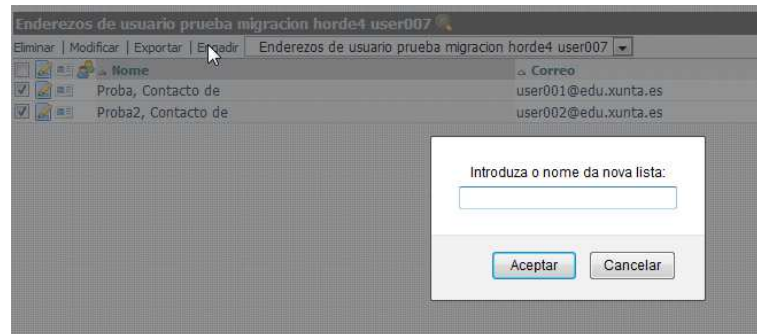 Enderezos de usuario prueba migracion horde4 user007
Eliminar | Modificar | Exportar | Engadir Enderezos de usuario prueba migracion horde4 user007
Nome Correo
Proba, Contacto de user001@edu.xunta.es
Proba2, Contacto de user002@edu.xunta.es
Introduza o nome da nova lista:
Aceptar Cancelar